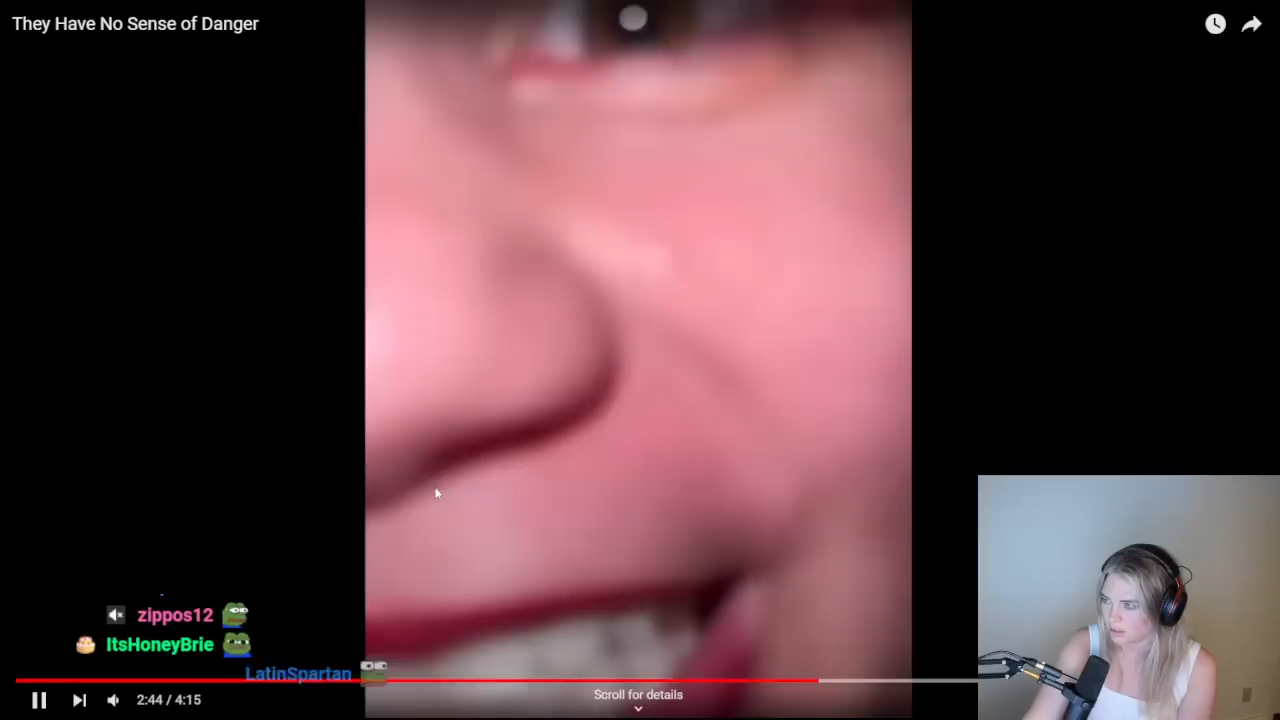 They Have No Sense of Danger
zippos12
ItsHoneyBrie
LatinSpartan
2:44 / 4:15
Scroll for details